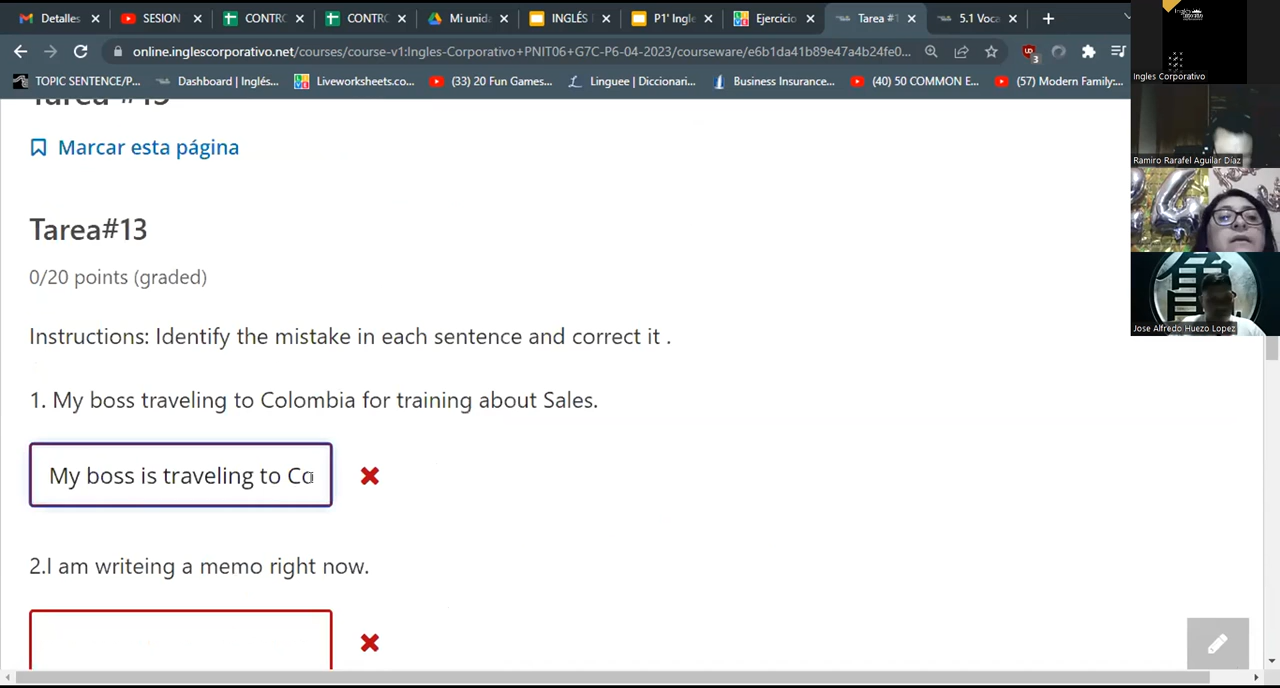 Detalles
SESION
CONTRO
CONTRO
Mi unida
INGLÉS
P1' Ingle
Ejercicio
Tarea #1
5.1 Voca
online.inglescorporativo.net/courses/course-v1:Ingles-Corporativo+PNIT06+G7C-P6-04-2023/courseware/e6b1da41b89e47a4b24fe0...
3
TOPIC SENTENCE/P...
Dashboard | Inglés...
Liveworksheets.co...
(33) 20 Fun Games...
Linguee | Diccionari...
Business Insurance...
(40) 50 COMMON E...
(57) Modern Family:...
Ingles Corporativo
Ramiro Rarafel Aguilar Díaz
Jose Alfredo Huezo Lopez
Marcar esta página
Tarea#13
0/20 points (graded)
Instructions: Identify the mistake in each sentence and correct it .
1. My boss traveling to Colombia for training about Sales.
My boss is traveling to Co
2.I am writeing a memo right now.